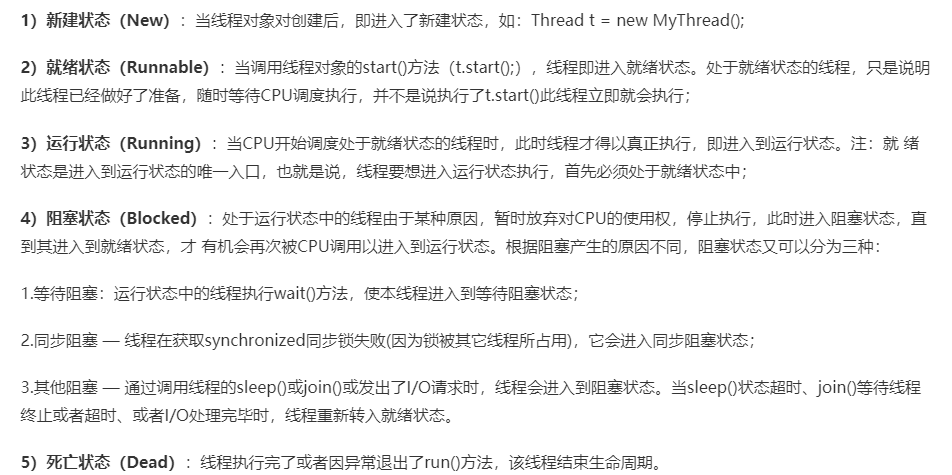 1）新建状态（New）：当线程对象对创建后，即进入了新建状态，如：Thread t = new MyThread();
2）就绪状态（Runnable）：当调用线程对象的start()方法（t.start();），线程即进入就绪状态。处于就绪状态的线程，只是说明
此线程已经做好了准备，随时等待CPU调度执行，并不是说执行了t.start()此线程立即就会执行；
3）运行状态（Running）：当CPU开始调度处于就绪状态的线程时，此时线程才得以真正执行，即进入到运行状态。注：就 绪
状态是进入到运行状态的唯一入口，也就是说，线程要想进入运行状态执行，首先必须处于就绪状态中；
4）阻塞状态（Blocked）：处于运行状态中的线程由于某种原因，暂时放弃对CPU的使用权，停止执行，此时进入阻塞状态，直
到其进入到就绪状态，才 有机会再次被CPU调用以进入到运行状态。根据阻塞产生的原因不同，阻塞状态又可以分为三种：
1.等待阻塞：运行状态中的线程执行wait()方法，使本线程进入到等待阻塞状态；
2.同步阻塞 — 线程在获取synchronized同步锁失败(因为锁被其它线程所占用)，它会进入同步阻塞状态；
3.其他阻塞 — 通过调用线程的sleep()或join()或发出了I/O请求时，线程会进入到阻塞状态。当sleep()状态超时、join()等待线程
终止或者超时、或者I/O处理完毕时，线程重新转入就绪状态。
5）死亡状态（Dead）：线程执行完了或者因异常退出了run()方法，该线程结束生命周期。